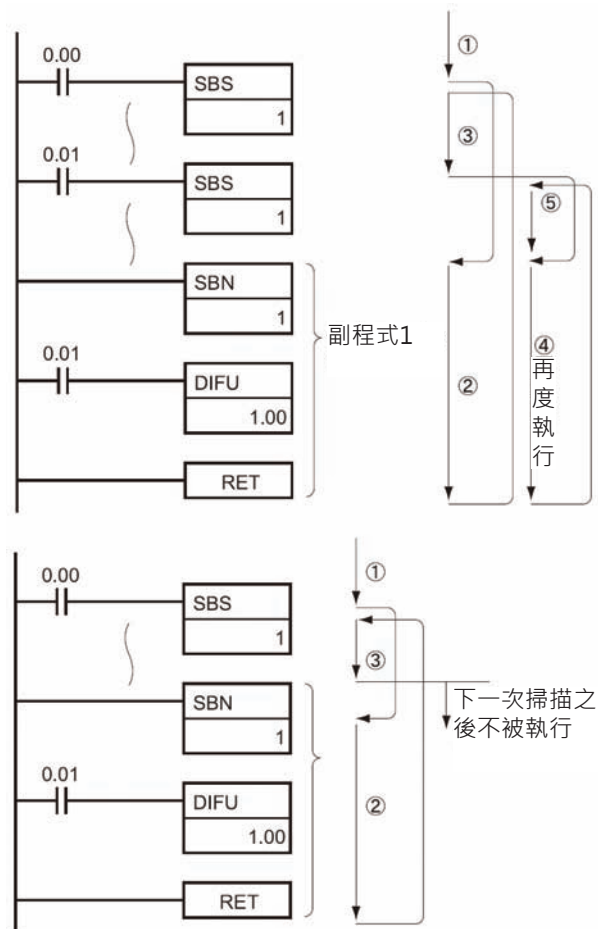 0.00
SBS
1
0.01
SBS
1
SBN
1
0.01
DIFU
1.00
RET
副程式1
①
③
⑤
②
④
再度執行
0.00
SBS
1
SBN
1
0.01
DIFU
1.00
RET
①
③
②
下一次掃描之
後不被執行